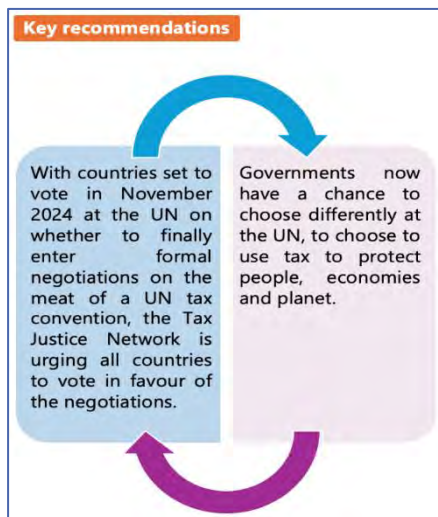 Key recommendations
With countries set to
vote in November
2024 at the UN on
whether to finally
enter formal
negotiations on the
meat of a UN tax
convention, the Tax
Justice Network is
urging all countries
to vote in favour of
the negotiations.
Governments now
have a chance to
choose differently at
the UN, to choose to
use tax to protect
people, economies
and planet.